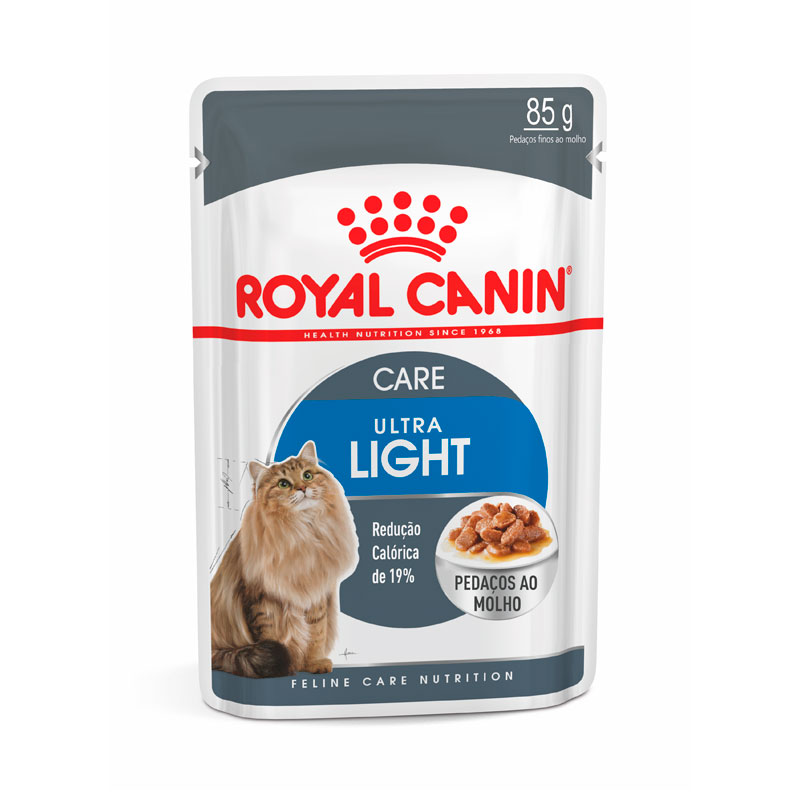 85 g
Pedaços finos ao molho
ROYAL CANIN®
HEALTH NUTRITION SINCE 1968
CARE
ULTRA
LIGHT
Redução
Calórica
de 19%
PEDAÇOS AO
MOLHO
FELINE CARE NUTRITION